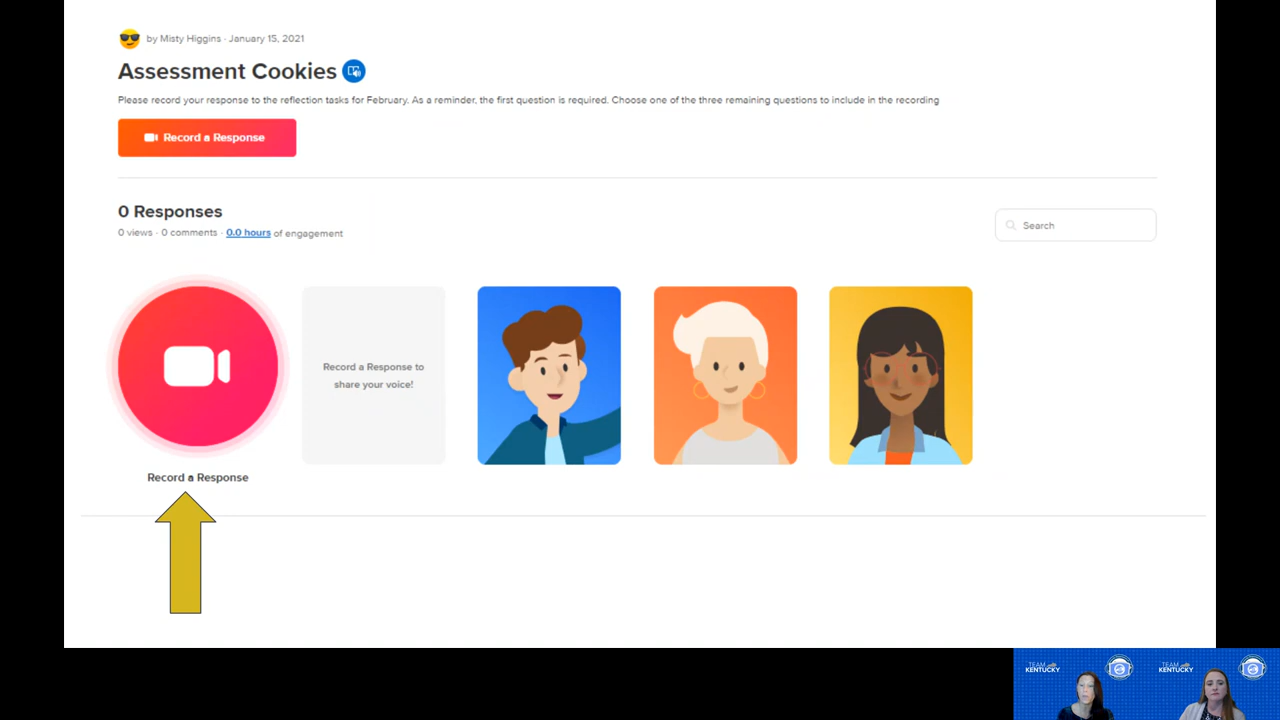 by Misty Higgins · January 15, 2021
Assessment Cookies
Please record your response to the reflection tasks for February. As a reminder, the first question is required. Choose one of the three remaining questions to include in the recording
Record a Response
0 Responses
0 views · 0 comments · 0.0 hours of engagement
Search
Record a Response to
share your voice!
Record a Response
TEAM
KENTUCKY
TEAM
KENTUCKY